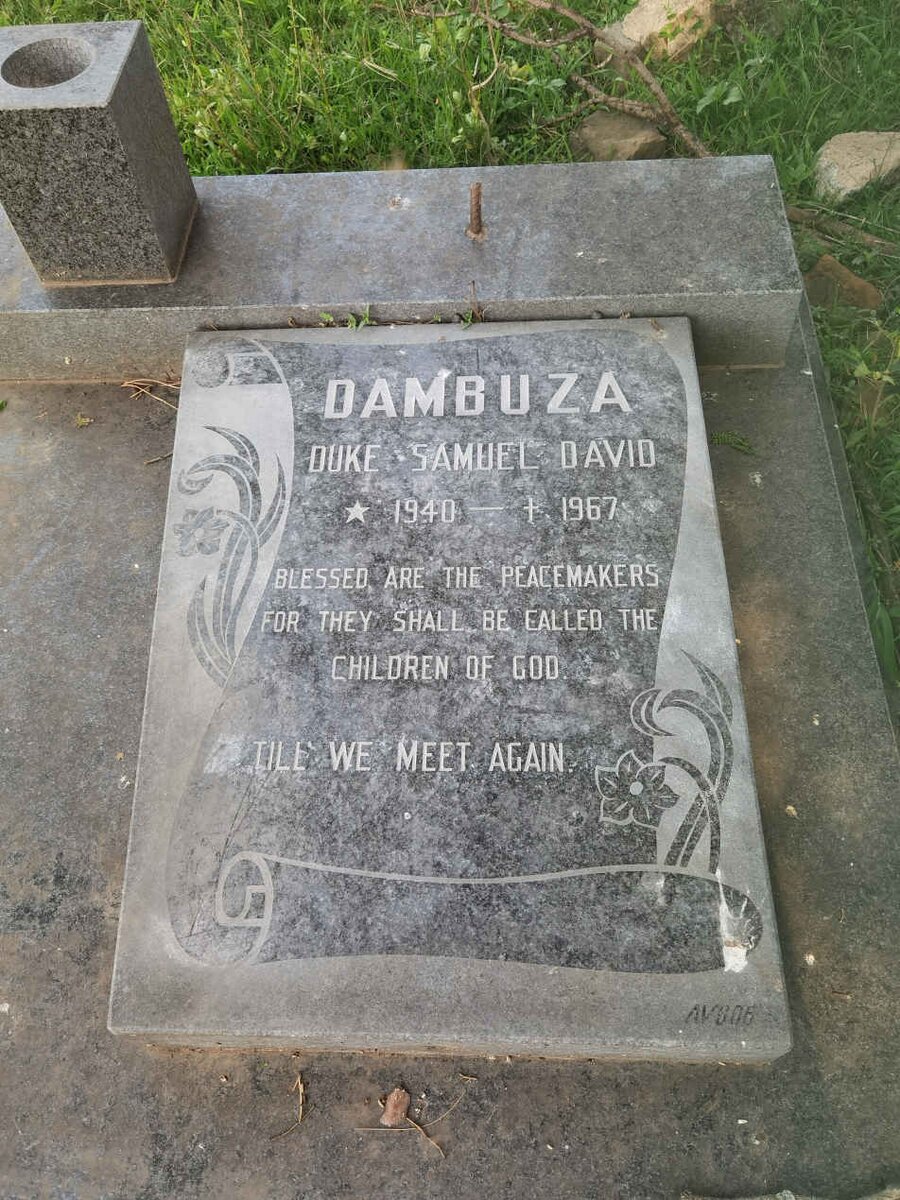 DAMBUZA
DUKE SAMUEL DAVID
★ 1940 — † 1967
BLESSED ARE THE PEACEMAKERS
FOR THEY SHALL BE CALLED THE
CHILDREN OF GOD.
TILL WE MEET AGAIN.
AVBOB